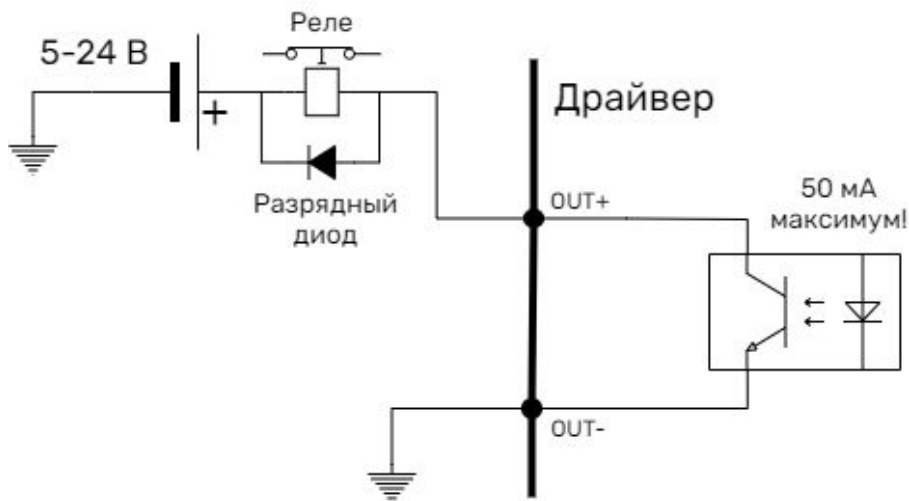 Реле
5-24 В
+
Драйвер
Разрядный
диод
OUT+
50 мА
максимум!
OUT-